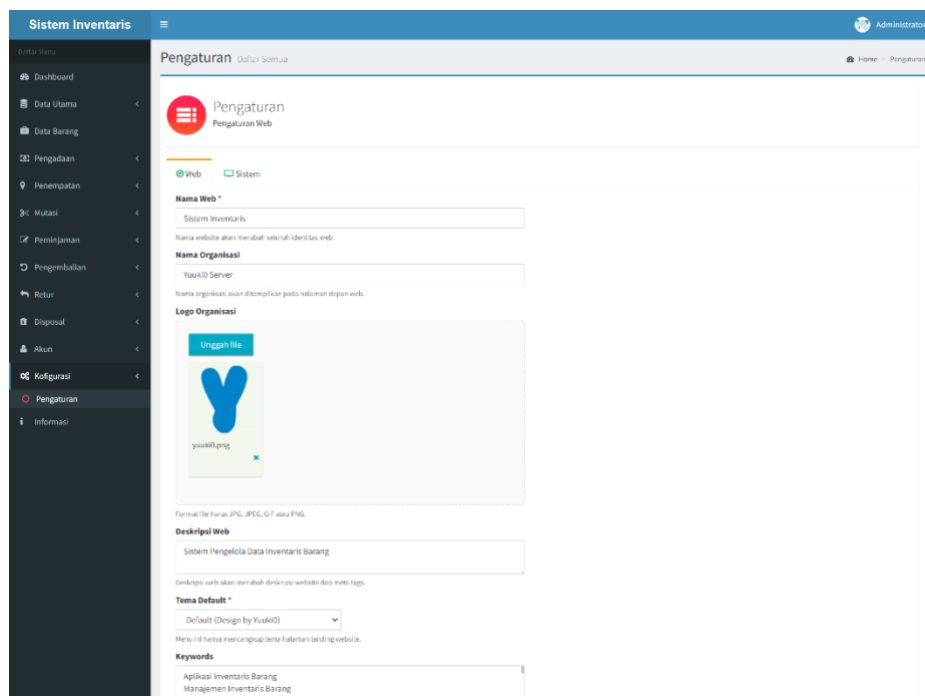 Sistem Inventaris
Administrator
Daftar Menu
Dashboard
Data Utama
Data Barang
Pengadaan
Penempatan
Mutasi
Peminjaman
Pengembalian
Retur
Disposal
Akun
Kofigurasi
Pengaturan
Informasi
Pengaturan Daftar Semua
Home > Pengaturan
Pengaturan
Pengaturan Web
Web Sistem
Nama Web *
Sistem Inventaris
Nama website akan merubah seluruh identitas web.
Nama Organisasi
Yuuki0 Server
Nama organisasi akan ditampilkan pada halaman depan web.
Logo Organisasi
Unggah file
yuuki0.png
Format file harus JPG, JPEG, GIF atau PNG.
Deskripsi Web
Sistem Pengelola Data Inventaris Barang
Deskripsi web akan merubah deskripsi website dan meta tags.
Tema Default *
Default (Design by Yuuki0)
Menu ini hanya mencangkup tema halaman landing website.
Keywords
Aplikasi Inventaris Barang
Manajemen Inventaris Barang